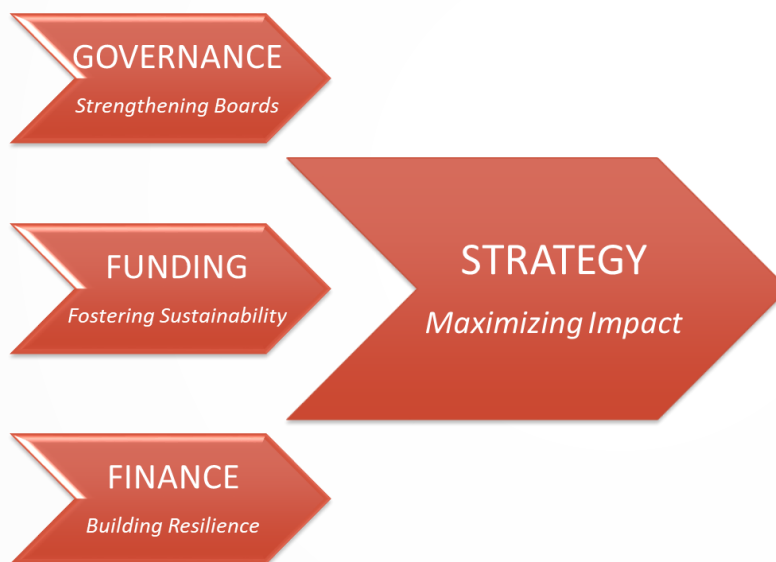 GOVERNANCE
Strengthening Boards
FUNDING
Fostering Sustainability
STRATEGY
Maximizing Impact
FINANCE
Building Resilience